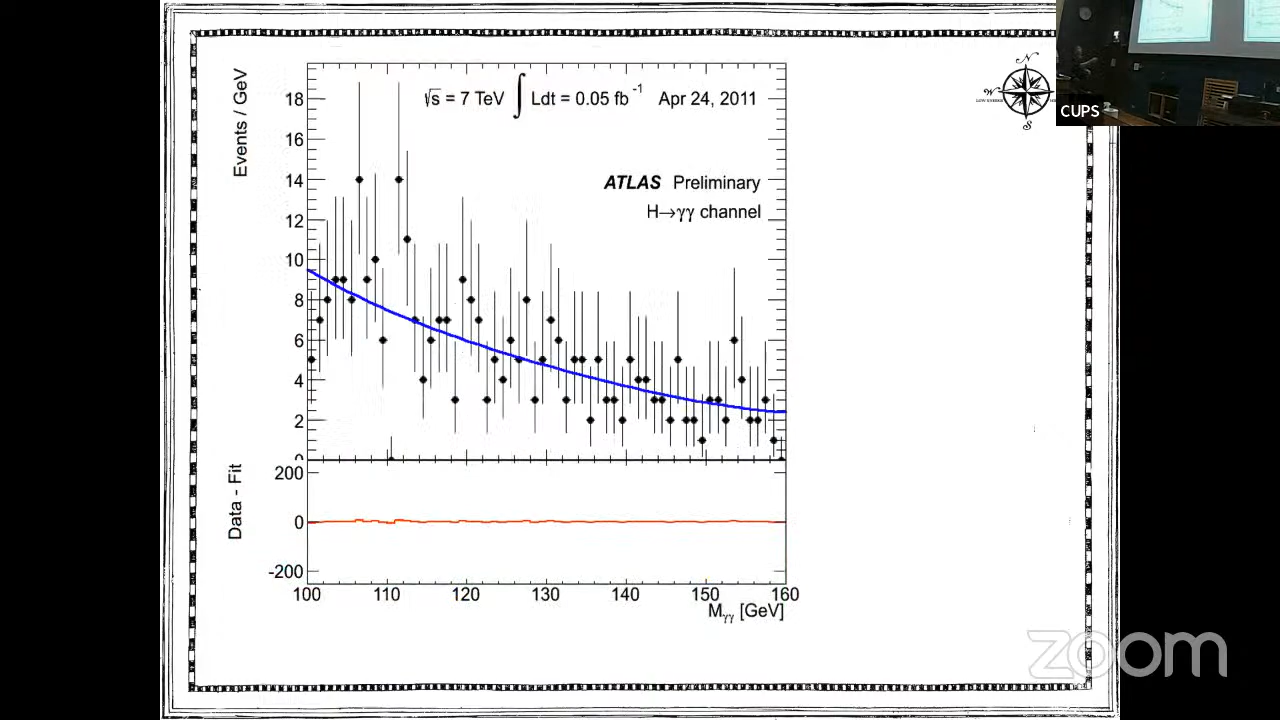 √s = 7 TeV ∫ Ldt = 0.05 fb⁻¹ Apr 24, 2011
ATLAS Preliminary
H→γγ channel
Events / GeV
18
16
14
12
10
8
6
4
2
0
Data - Fit
200
0
-200
100 110 120 130 140 150 160
Mγγ [GeV]
N
W
S
CUPS
zoom